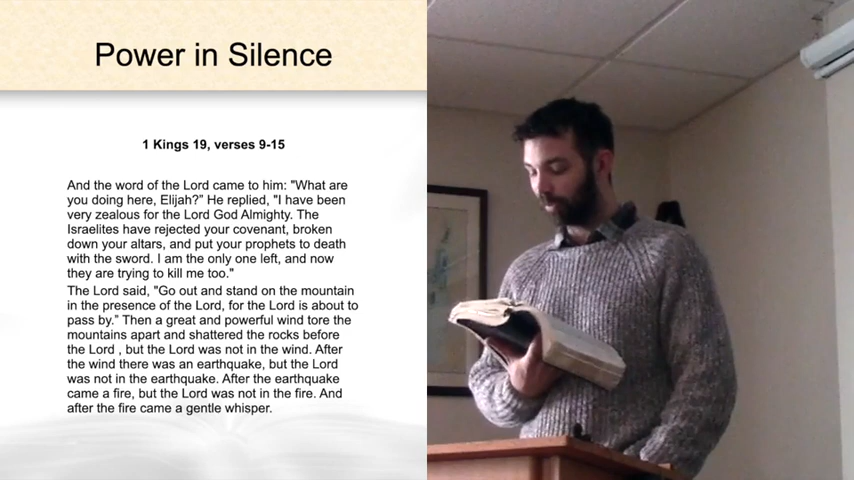 Power in Silence
1 Kings 19, verses 9-15
And the word of the Lord came to him: "What are
you doing here, Elijah?" He replied, "I have been
very zealous for the Lord God Almighty. The
Israelites have rejected your covenant, broken
down your altars, and put your prophets to death
with the sword. I am the only one left, and now
they are trying to kill me too."
The Lord said, "Go out and stand on the mountain
in the presence of the Lord, for the Lord is about to
pass by." Then a great and powerful wind tore the
mountains apart and shattered the rocks before
the Lord , but the Lord was not in the wind. After
the wind there was an earthquake, but the Lord
was not in the earthquake. After the earthquake
came a fire, but the Lord was not in the fire. And
after the fire came a gentle whisper.